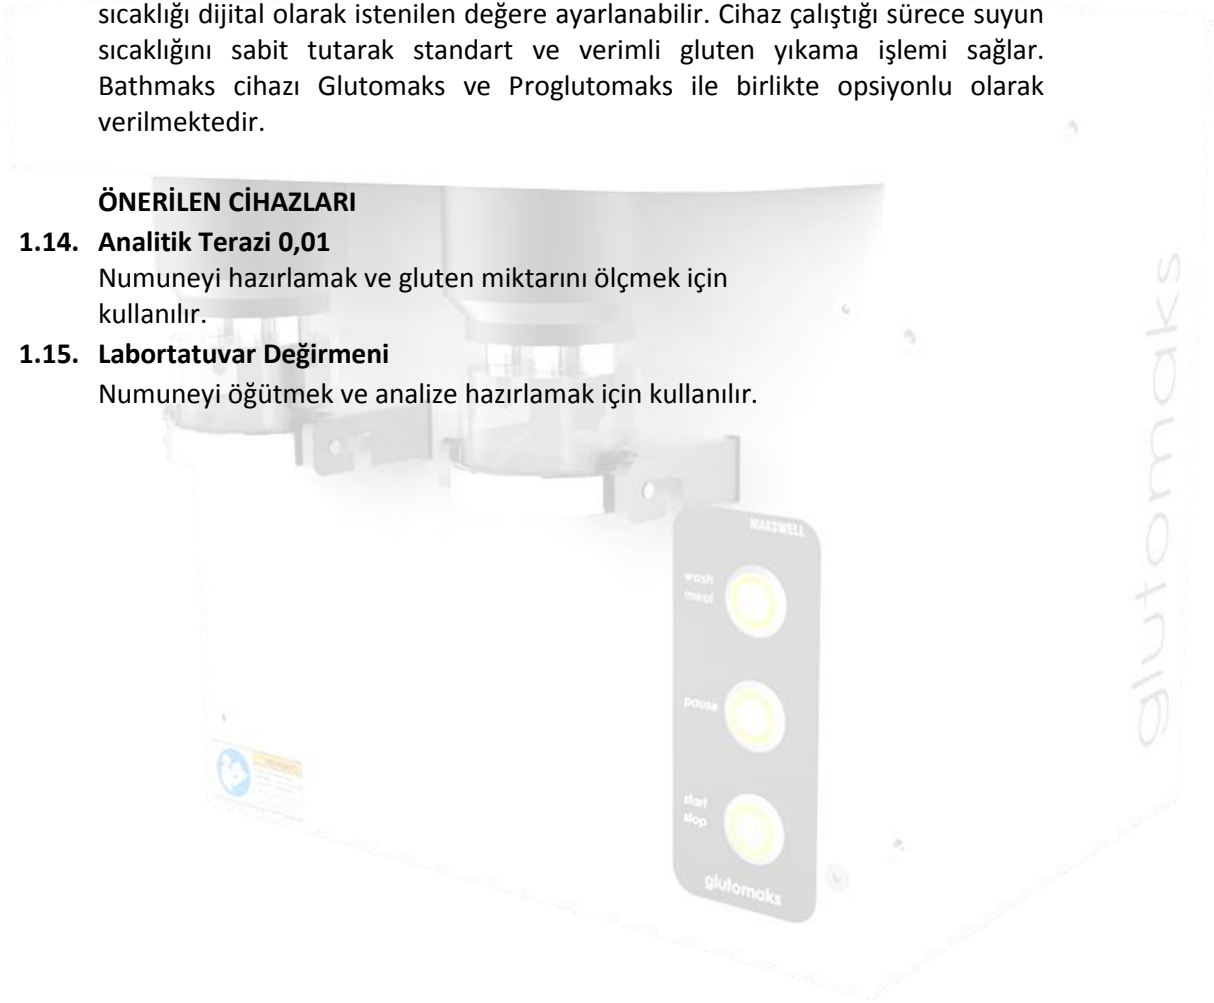 sıcaklığı dijital olarak istenilen değere ayarlanabilir. Cihaz çalıştığı sürece suyun
sıcaklığını sabit tutarak standart ve verimli gluten yıkama işlemi sağlar.
Bathmaks cihazı Glutomaks ve Proglutomaks ile birlikte opsiyonlu olarak
verilmektedir.
ÖNERİLEN CİHAZLARI
1.14. Analitik Terazi 0,01
Numuneyi hazırlamak ve gluten miktarını ölçmek için
kullanılır.
1.15. Labortatuvar Değirmeni
Numuneyi öğütmek ve analize hazırlamak için kullanılır.
MAKSWELL
wash
meal
pause
start
stop
glutomaks
glutomaks